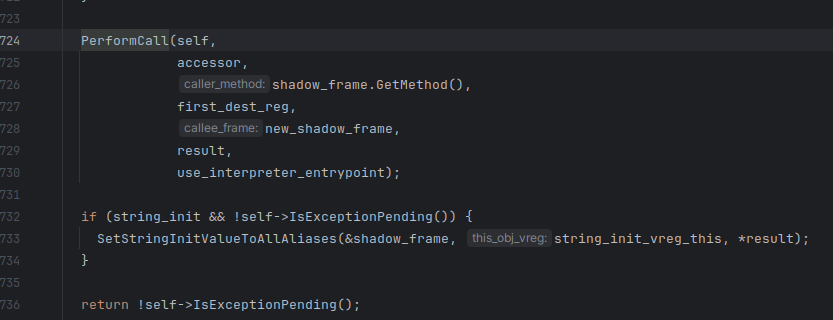 723
724 PerformCall(self,
725 accessor,
726 caller_method: shadow_frame.GetMethod(),
727 first_dest_reg,
728 callee_frame: new_shadow_frame,
729 result,
730 use_interpreter_entrypoint);
731
732 if (string_init && !self->IsExceptionPending()) {
733 SetStringInitValueToAllAliases(&shadow_frame, this_obj_vreg: string_init_vreg_this, *result);
734 }
735
736 return !self->IsExceptionPending();